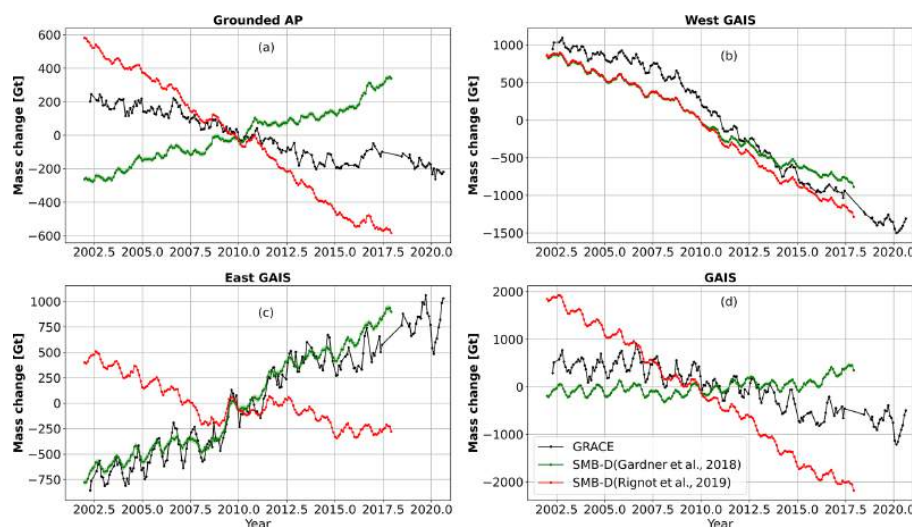 Grounded AP
West GAIS
(a)
(b)
Mass change [Gt]
600
400
200
0
−200
−400
−600
2002.5 2005.0 2007.5 2010.0 2012.5 2015.0 2017.5 2020.0
Mass change [Gt]
1000
500
0
−500
−1000
−1500
2002.5 2005.0 2007.5 2010.0 2012.5 2015.0 2017.5 2020.0
East GAIS
GAIS
(c)
(d)
Mass change [Gt]
1000
750
500
250
0
−250
−500
−750
2002.5 2005.0 2007.5 2010.0 2012.5 2015.0 2017.5 2020.0
Year
Mass change [Gt]
2000
1000
0
−1000
−2000
GRACE
SMB-D(Gardner et al., 2018)
SMB-D(Rignot et al., 2019)
2002.5 2005.0 2007.5 2010.0 2012.5 2015.0 2017.5 2020.0
Year